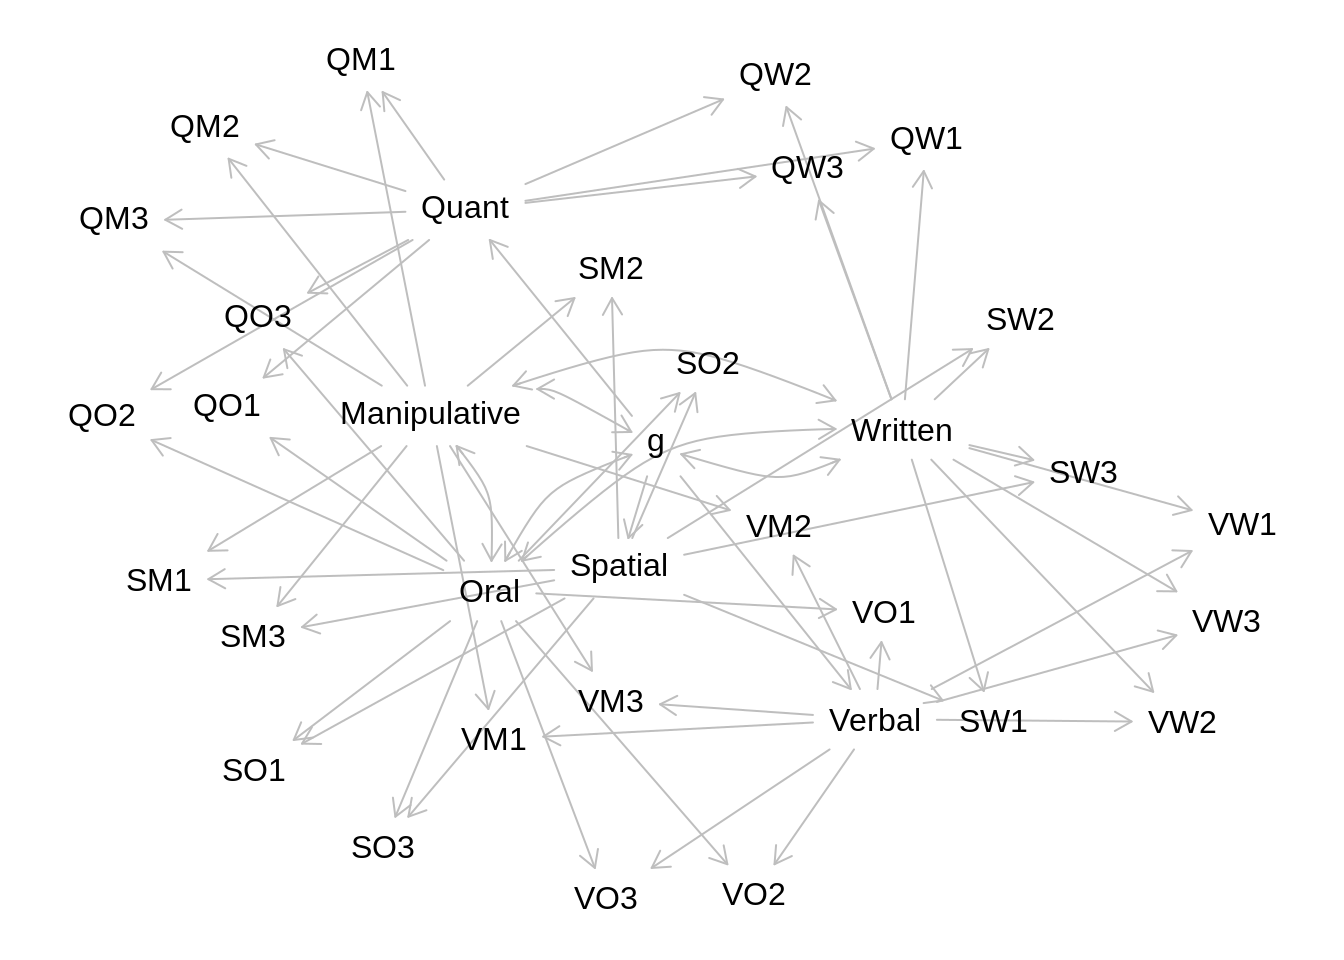 QM1
QW2
QM2
QW1
QW3
Quant
QM3
SM2
QO3
SW2
SO2
QO1
Manipulative
QO2
Written
g
SW3
VM2
VW1
Spatial
SM1
Oral
VO1
VW3
SM3
VM3
Verbal
SW1
VW2
VM1
SO1
SO3
VO2
VO3